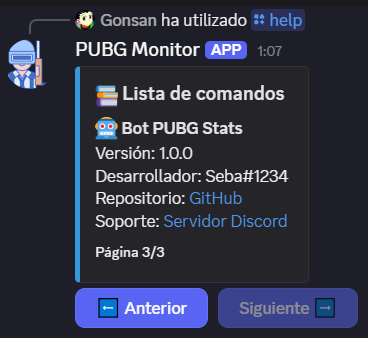 Gonsan ha utilizado help
PUBG Monitor APP 1:07
Lista de comandos
Bot PUBG Stats
Versión: 1.0.0
Desarrollador: Seba#1234
Repositorio: GitHub
Soporte: Servidor Discord
Página 3/3
Anterior
Siguiente